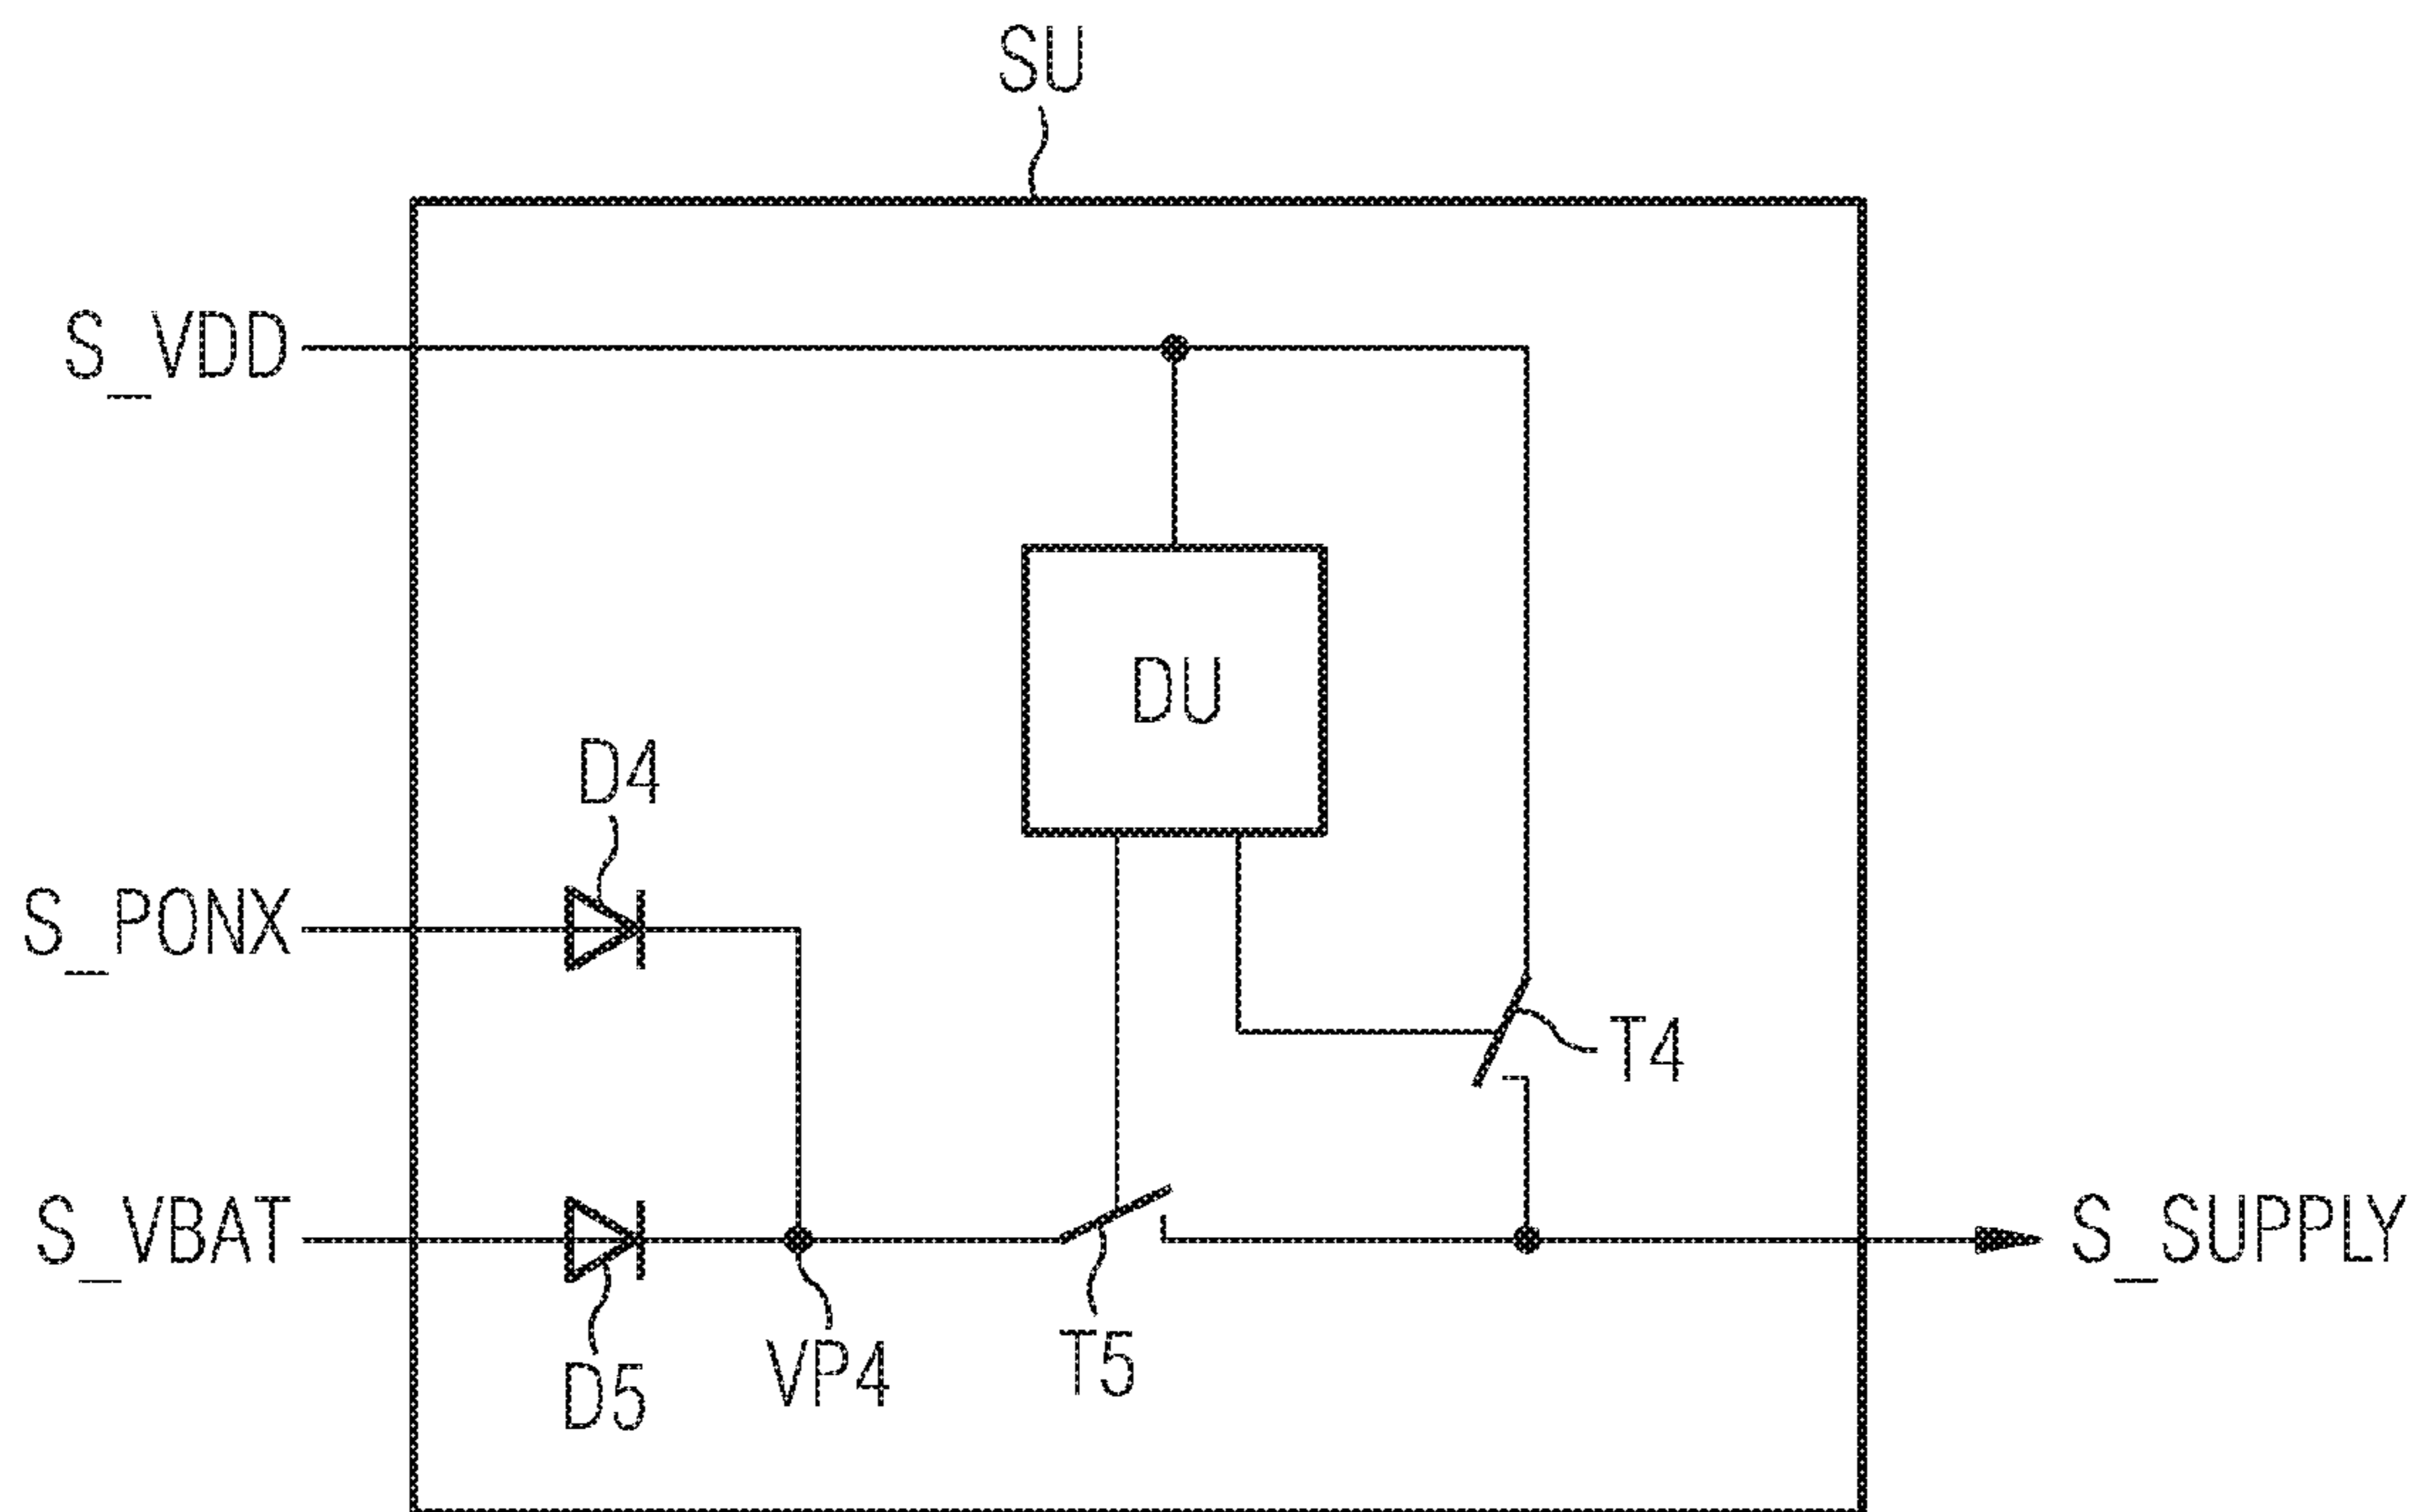 SU
S_VDD
DU
D4
S_PONX
T4
S_VBAT
S_SUPPLY
D5
VP4
T5